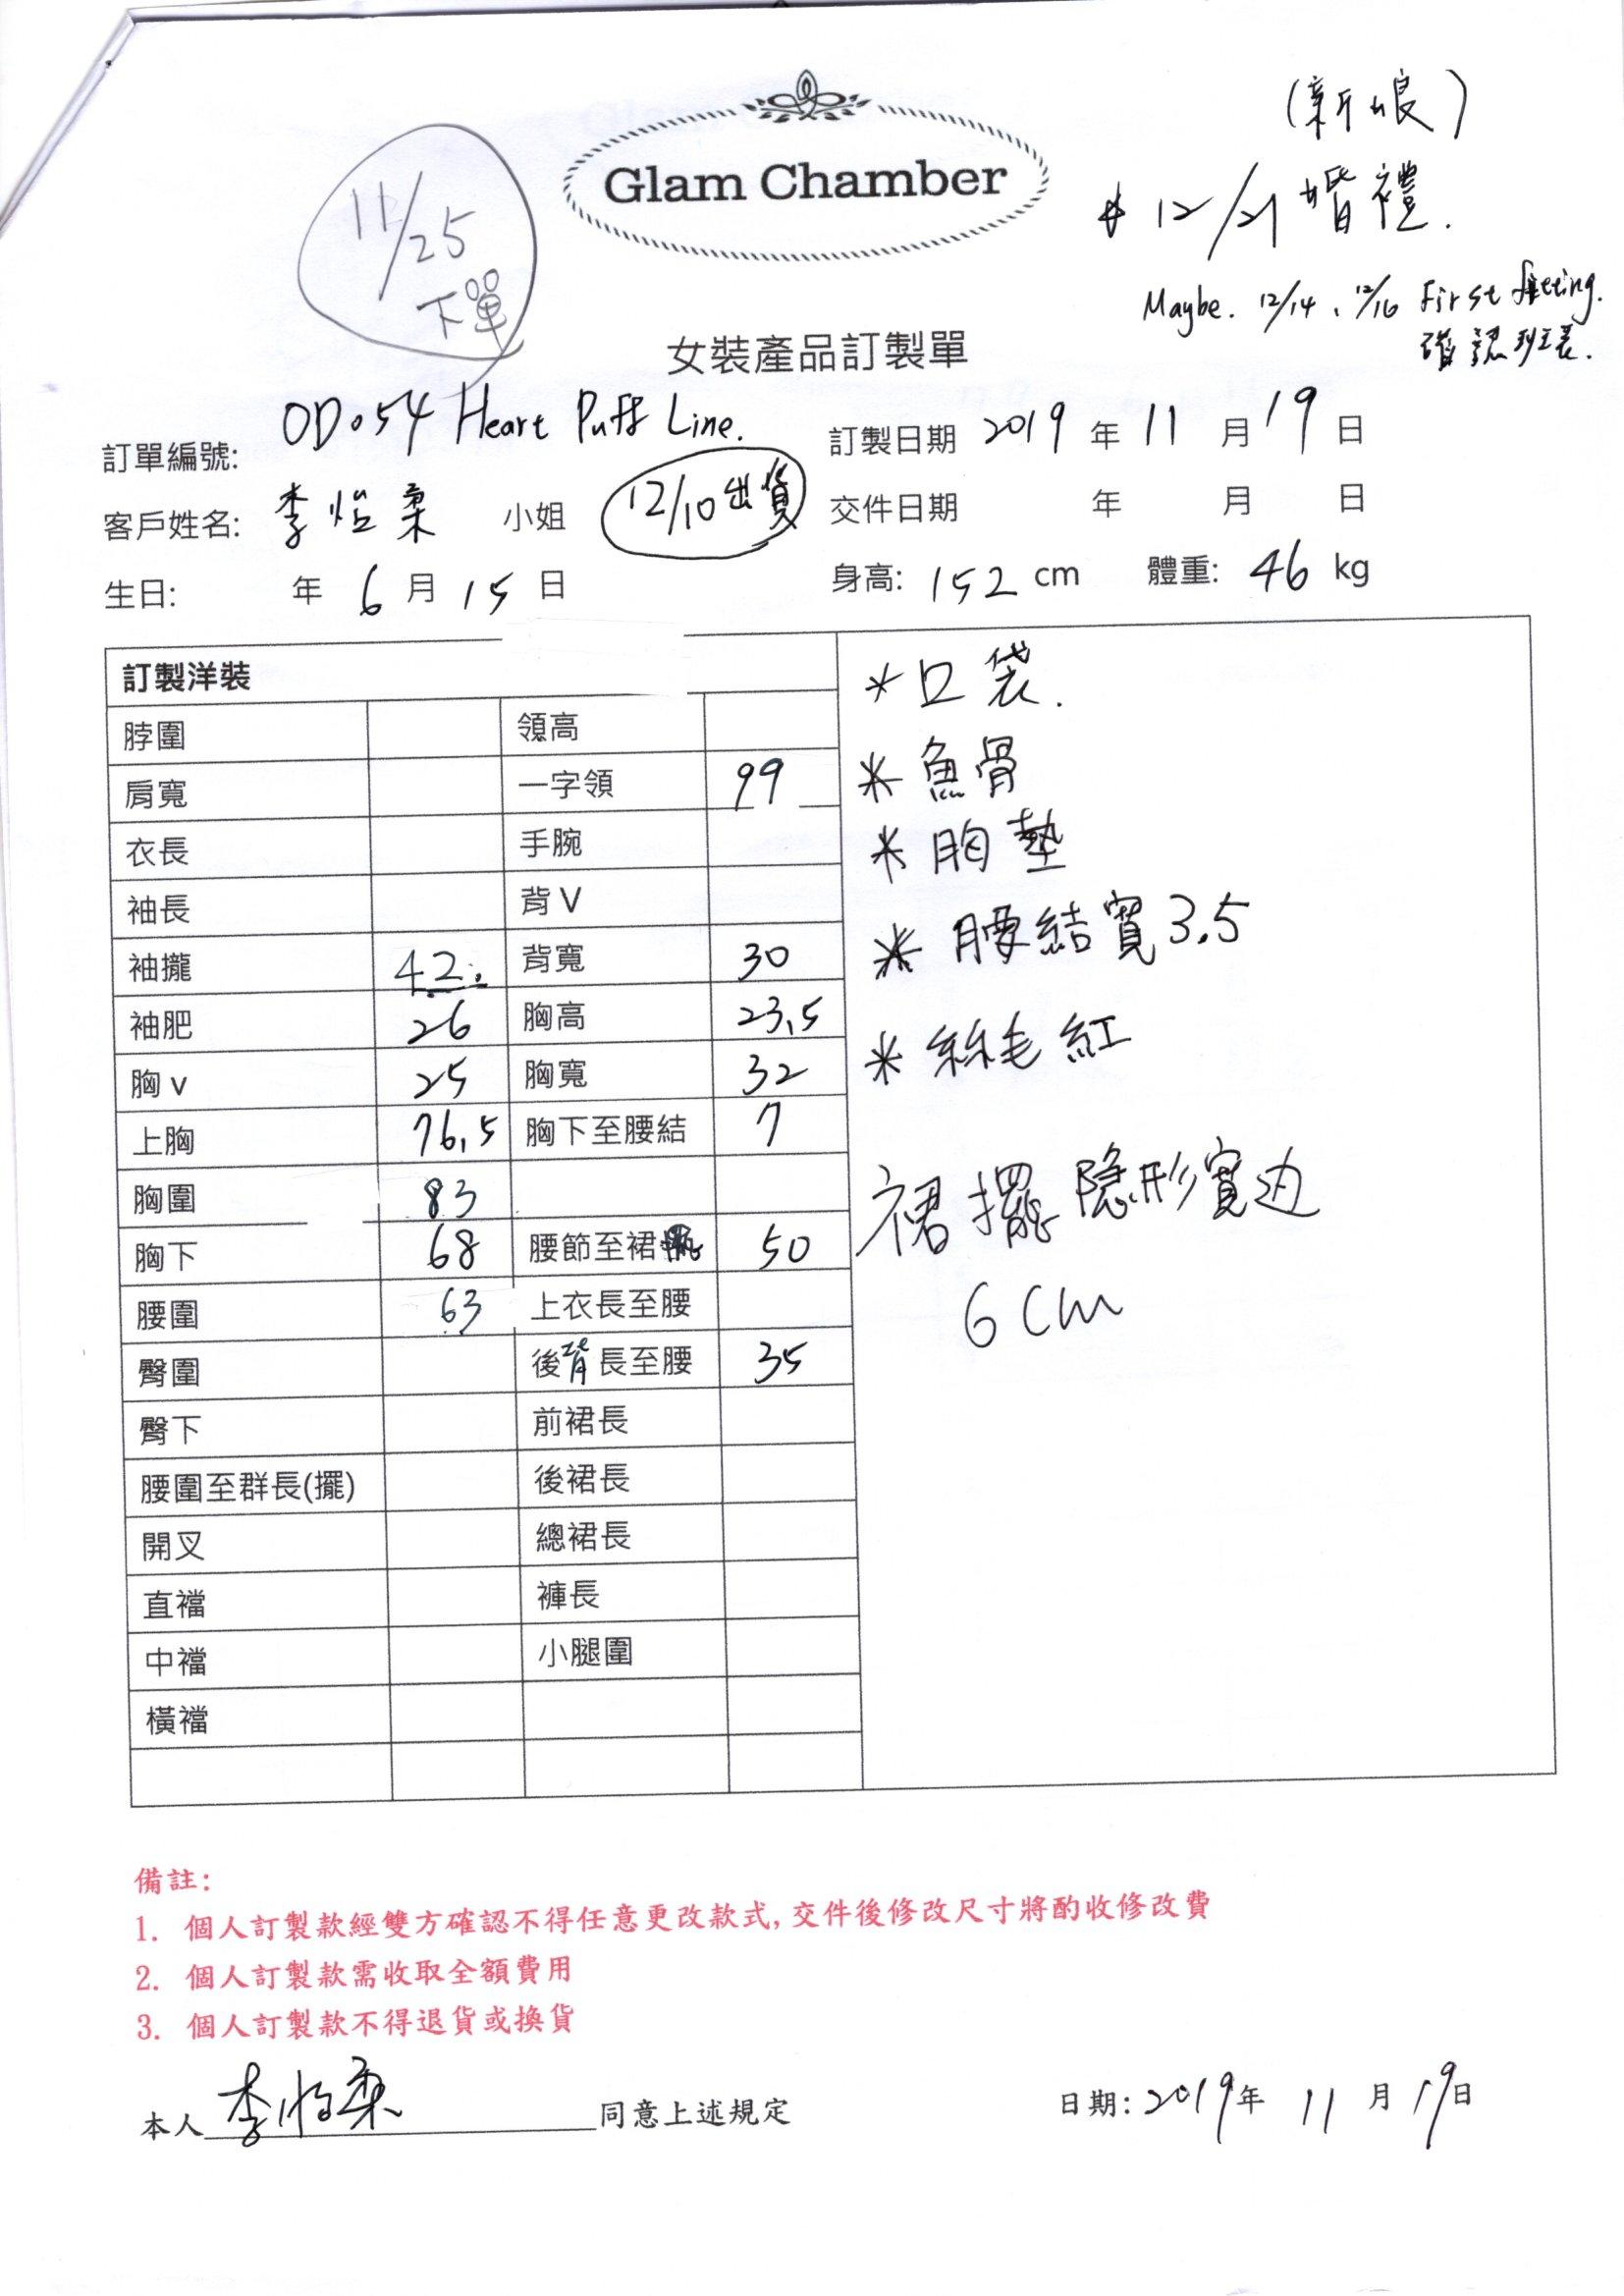 (新娘)
Glam Chamber
12/21 婚禮.
11/25
下單
Maybe. 12/14、12/16 First fitting.
確認班表.
女裝產品訂製單
訂單編號: OD054 Heart Puff Line.
訂製日期 2019 年 11 月 19 日
客戶姓名: 李怡柔 小姐
12/10出貨
交件日期 年 月 日
生日: 年 6 月 15 日
身高: 152 cm 體重: 46 kg
訂製洋裝
脖圍 領高
肩寬 一字領 99
衣長 手腕
袖長 背V
袖攏 42. 背寬 30
袖肥 26 胸高 23.5
胸v 25 胸寬 32
上胸 76.5 胸下至腰結 7
胸圍 83
胸下 68 腰節至裙 50
腰圍 63 上衣長至腰
臀圍 後背長至腰 35
臀下 前裙長
腰圍至群長(擺) 後裙長
開叉 總裙長
直襠 褲長
中襠 小腿圍
橫襠
*口袋.
*魚骨
*胸墊
*腰結寬3.5
*絲毛紅
裙擺隱形寬边
6cm
備註:
1. 個人訂製款經雙方確認不得任意更改款式,交件後修改尺寸將酌收修改費
2. 個人訂製款需收取全額費用
3. 個人訂製款不得退貨或換貨
本人李怡柔同意上述規定
日期: 2019年 11 月 19日